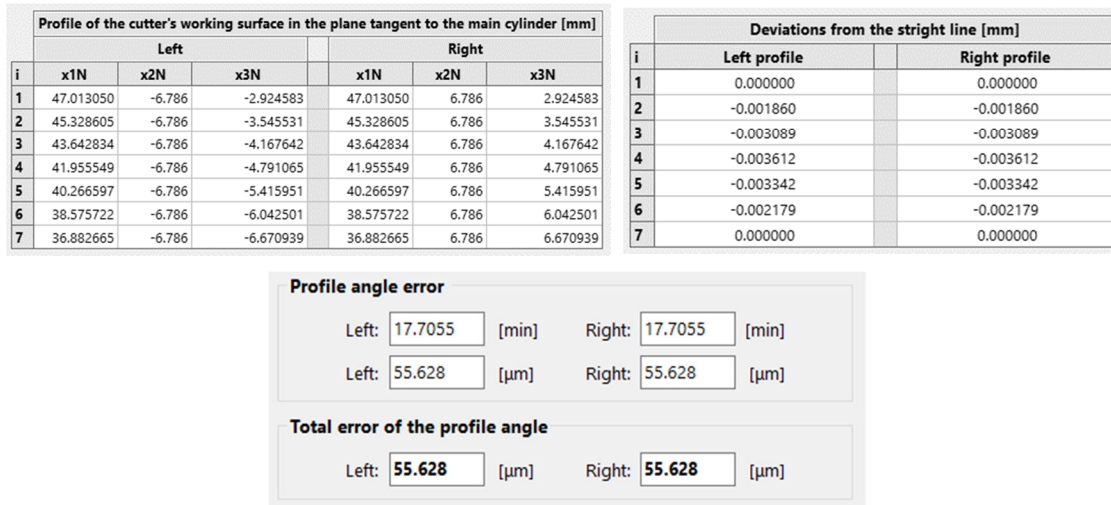 Profile of the cutter's working surface in the plane tangent to the main cylinder [mm]
Left Right
i x1N x2N x3N x1N x2N x3N
1 47.013050 -6.786 -2.924583 47.013050 6.786 2.924583
2 45.328605 -6.786 -3.545531 45.328605 6.786 3.545531
3 43.642834 -6.786 -4.167642 43.642834 6.786 4.167642
4 41.955549 -6.786 -4.791065 41.955549 6.786 4.791065
5 40.266597 -6.786 -5.415951 40.266597 6.786 5.415951
6 38.575722 -6.786 -6.042501 38.575722 6.786 6.042501
7 36.882665 -6.786 -6.670939 36.882665 6.786 6.670939
Deviations from the stright line [mm]
i Left profile Right profile
1 0.000000 0.000000
2 -0.001860 -0.001860
3 -0.003089 -0.003089
4 -0.003612 -0.003612
5 -0.003342 -0.003342
6 -0.002179 -0.002179
7 0.000000 0.000000
Profile angle error
Left: 17.7055 [min] Right: 17.7055 [min]
Left: 55.628 [µm] Right: 55.628 [µm]
Total error of the profile angle
Left: 55.628 [µm] Right: 55.628 [µm]